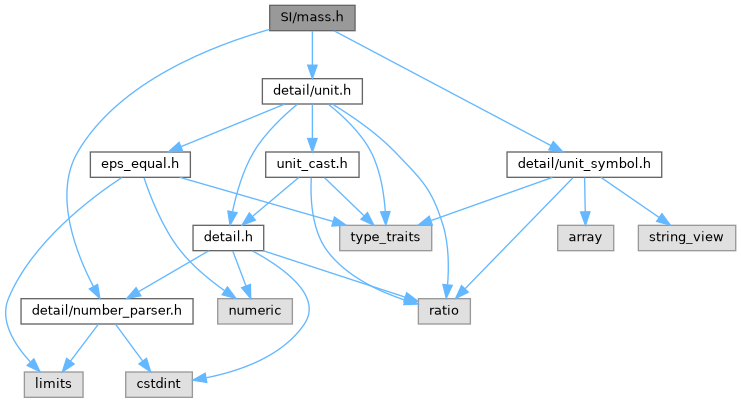 SI/mass.h
detail/unit.h
eps_equal.h
unit_cast.h
detail/unit_symbol.h
detail.h
type_traits
array
string_view
detail/number_parser.h
numeric
ratio
limits
cstdint